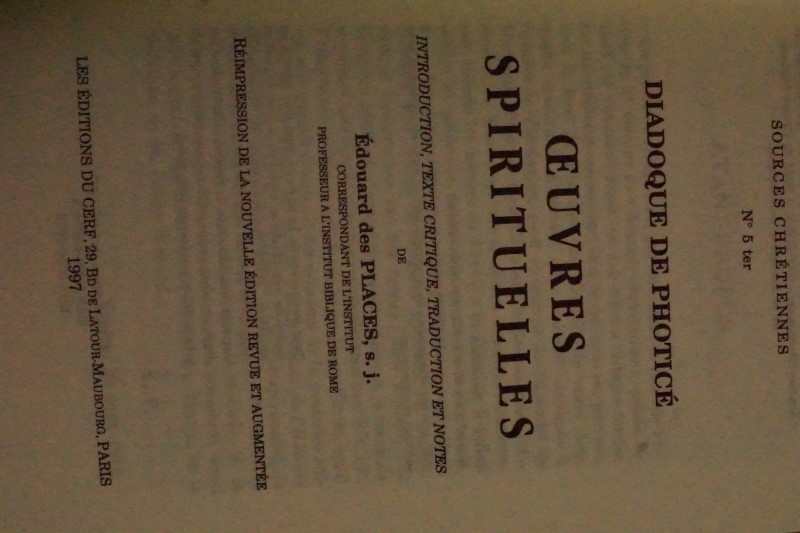 SOURCES CHRÉTIENNES
N° 5 ter
DIADOQUE DE PHOTICÉ
ŒUVRES
SPIRITUELLES
INTRODUCTION, TEXTE CRITIQUE, TRADUCTION ET NOTES
DE
Édouard des PLACES, s. j.
CORRESPONDANT DE L'INSTITUT
PROFESSEUR A L'INSTITUT BIBLIQUE DE ROME
RÉIMPRESSION DE LA NOUVELLE ÉDITION REVUE ET AUGMENTÉE
LES ÉDITIONS DU CERF, 29, BD DE LATOUR-MAUBOURG, PARIS
1997